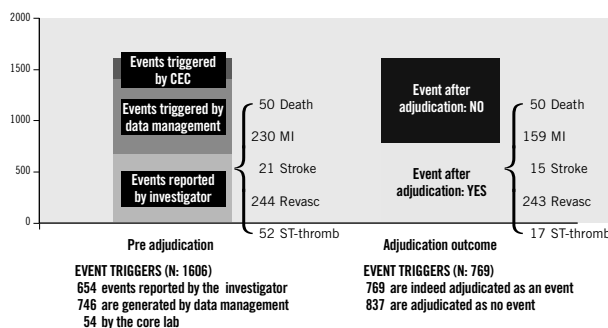 2000
1500
1000
500
0
Events triggered
by CEC
Events triggered by
data management
Events reported
by investigator
50 Death
230 MI
21 Stroke
244 Revasc
52 ST-thromb
Event after
adjudication: NO
Event after
adjudication: YES
50 Death
159 MI
15 Stroke
243 Revasc
17 ST-thromb
Pre adjudication
Adjudication outcome
EVENT TRIGGERS (N: 1606)
654 events reported by the investigator
746 are generated by data management
54 by the core lab
EVENT TRIGGERS (N: 769)
769 are indeed adjudicated as an event
837 are adjudicated as no event